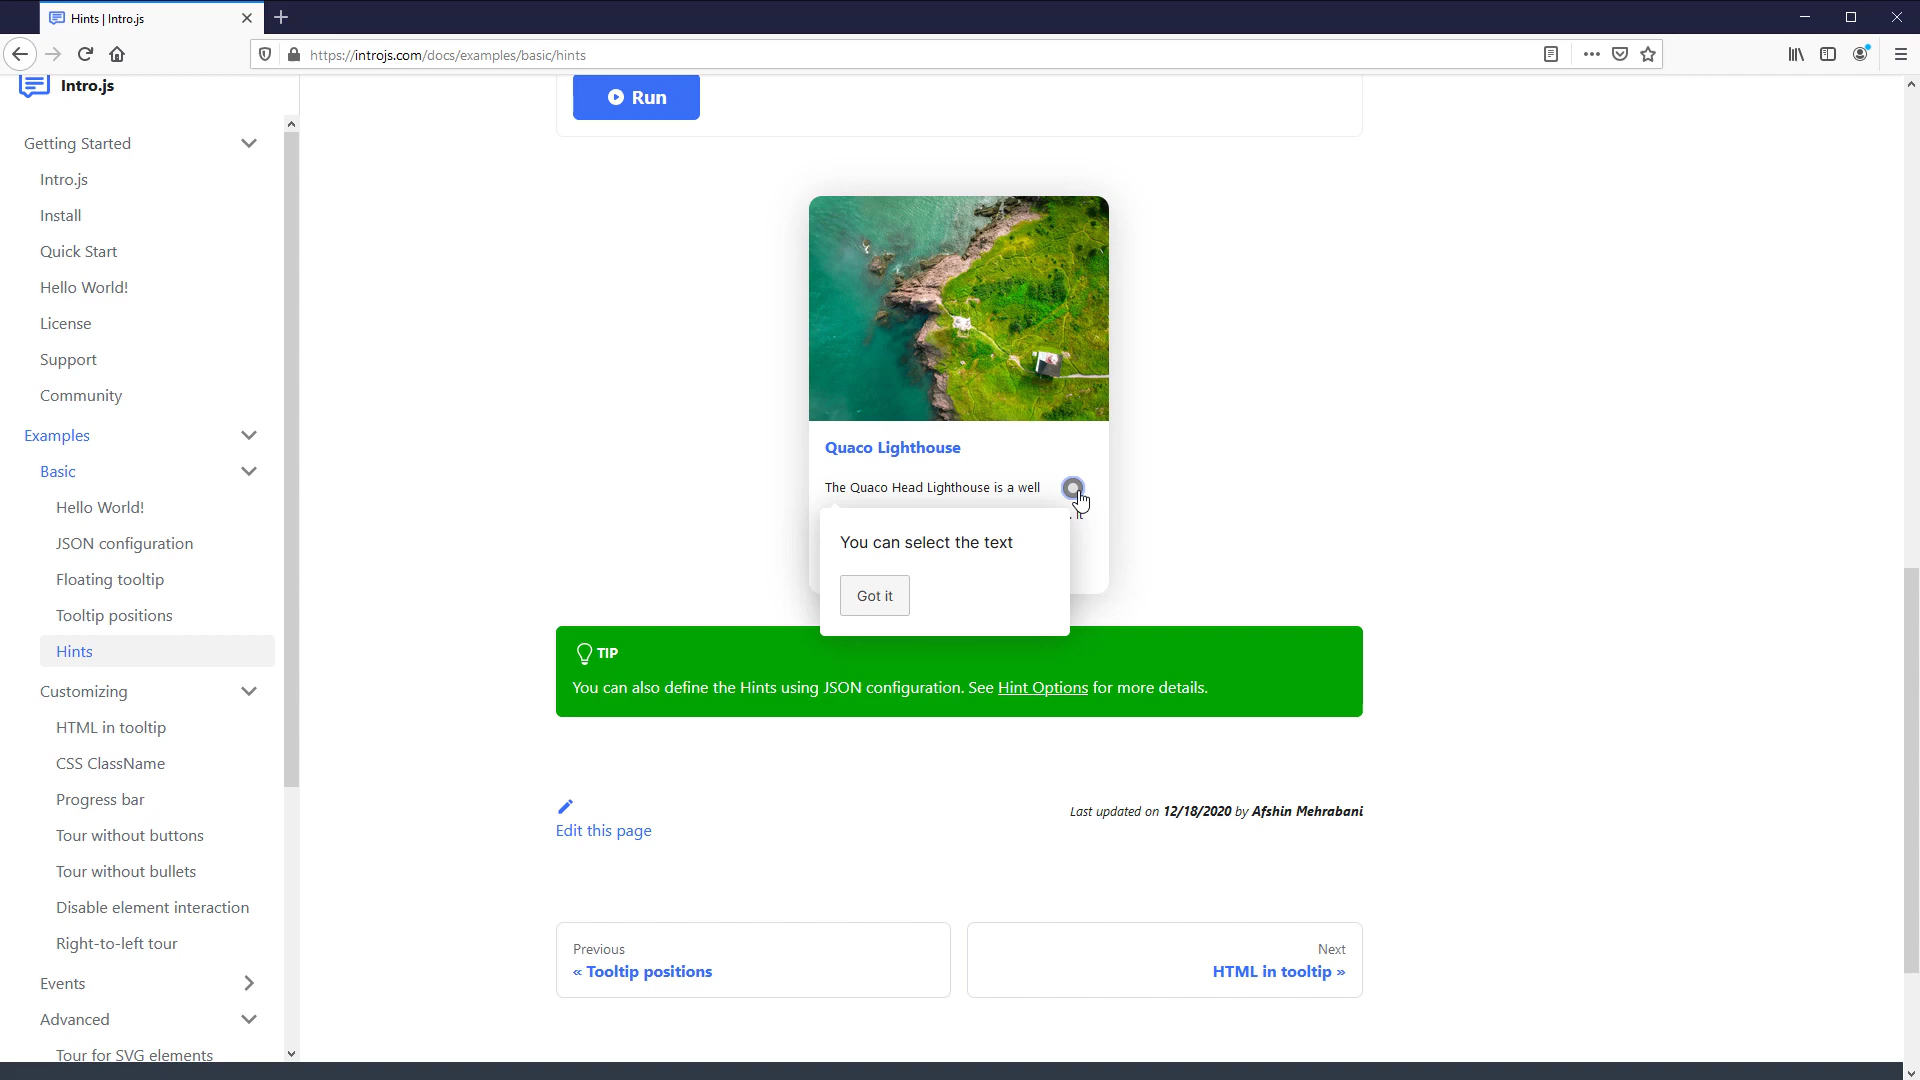 Hints | Intro.js
https://introjs.com/docs/examples/basic/hints
Intro.js
Getting Started
Intro.js
Install
Quick Start
Hello World!
License
Support
Community
Examples
Basic
Hello World!
JSON configuration
Floating tooltip
Tooltip positions
Hints
Customizing
HTML in tooltip
CSS ClassName
Progress bar
Tour without buttons
Tour without bullets
Disable element interaction
Right-to-left tour
Events
Advanced
Tour for SVG elements
Run
Quaco Lighthouse
The Quaco Head Lighthouse is a well
. It
You can select the text
Got it
TIP
You can also define the Hints using JSON configuration. See Hint Options for more details.
Edit this page
Last updated on 12/18/2020 by Afshin Mehrabani
Previous
« Tooltip positions
Next
HTML in tooltip »